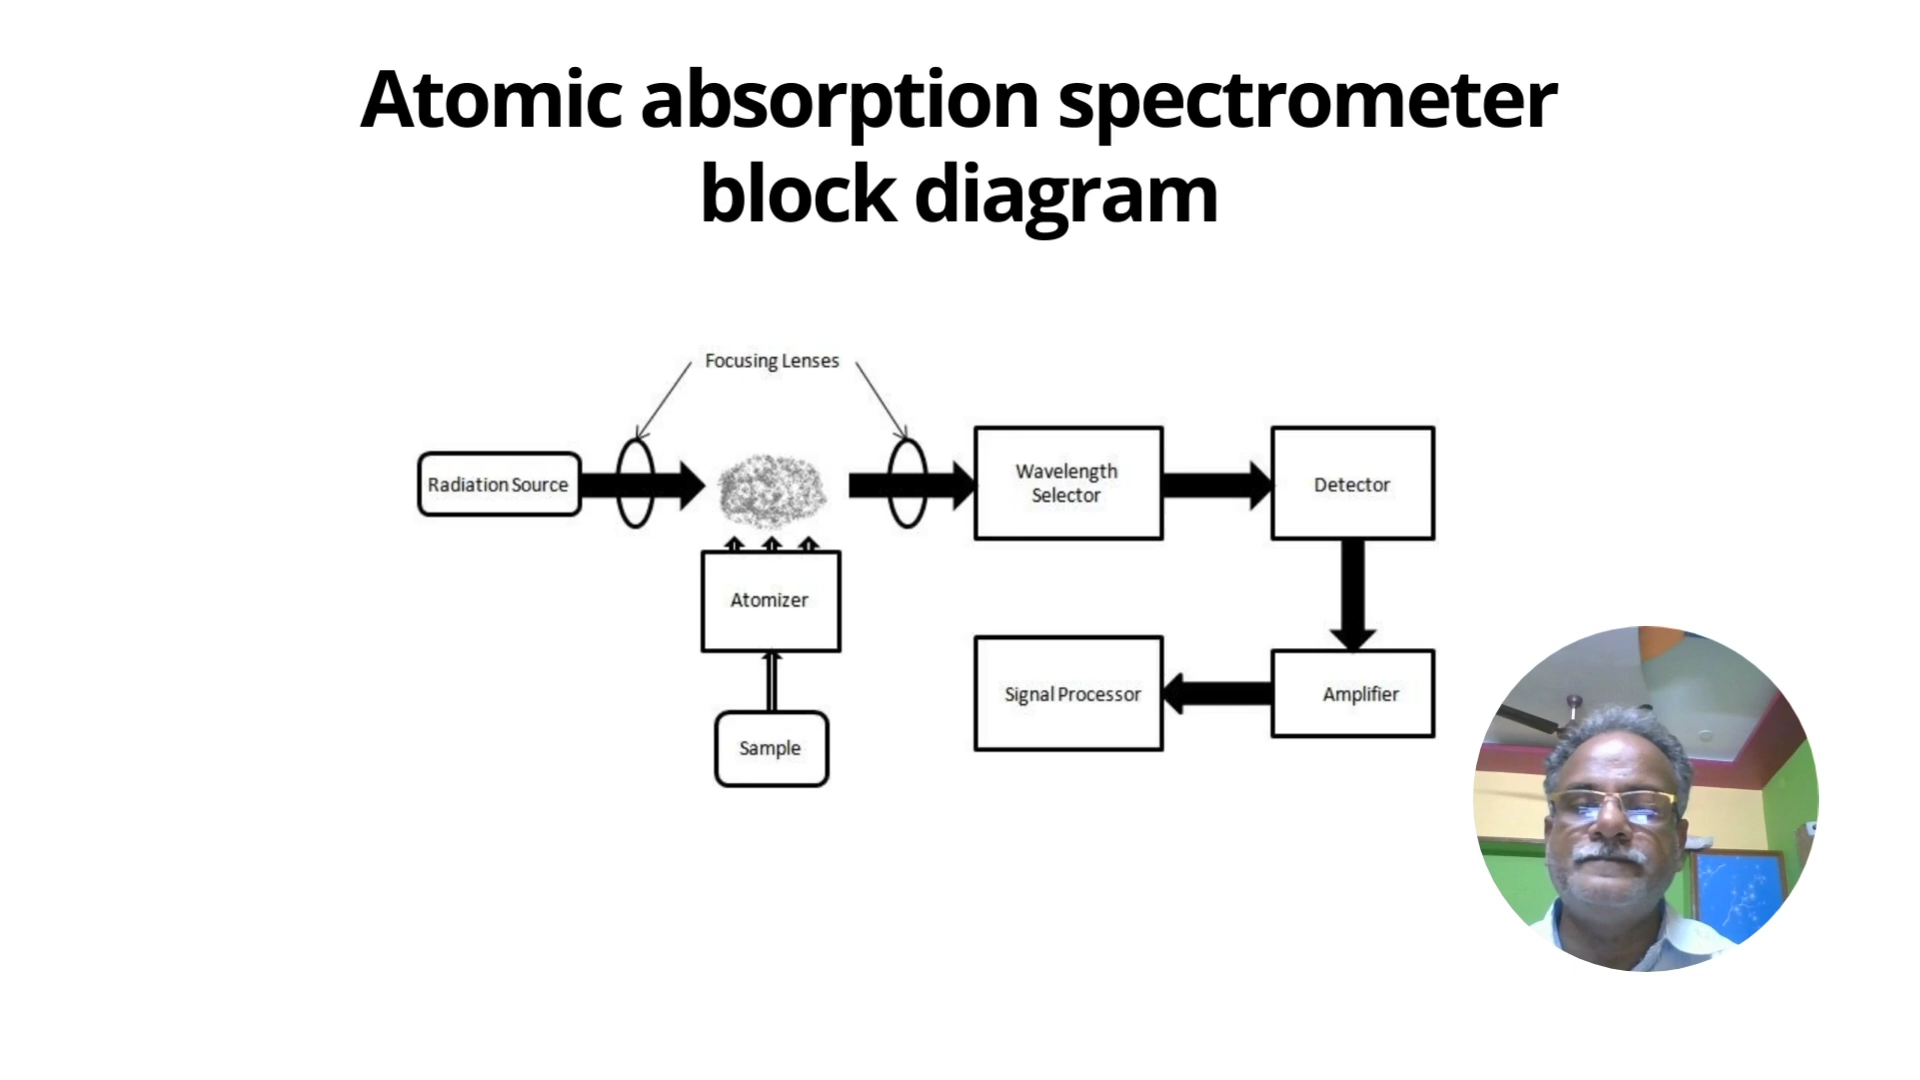 Atomic absorption spectrometer
block diagram
Focusing Lenses
Radiation Source
Wavelength
Selector
Detector
Atomizer
Signal Processor
Amplifier
Sample